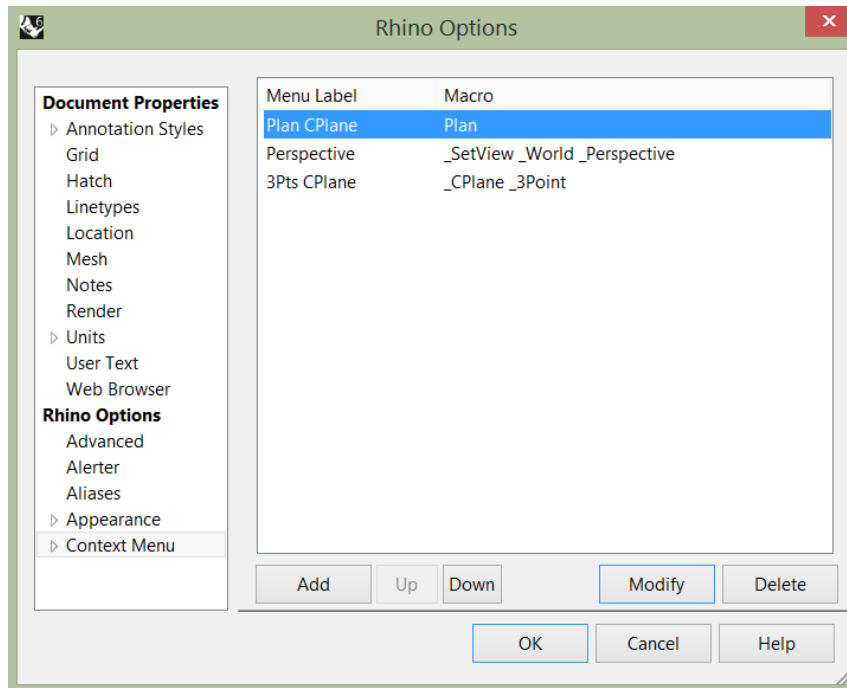 6
Rhino Options
Document Properties
Annotation Styles
Grid
Hatch
Linetypes
Location
Mesh
Notes
Render
Units
User Text
Web Browser
Rhino Options
Advanced
Alerter
Aliases
Appearance
Context Menu
Menu Label Macro
Plan CPlane Plan
Perspective _SetView _World _Perspective
3Pts CPlane _CPlane _3Point
Add Up Down Modify Delete
OK Cancel Help